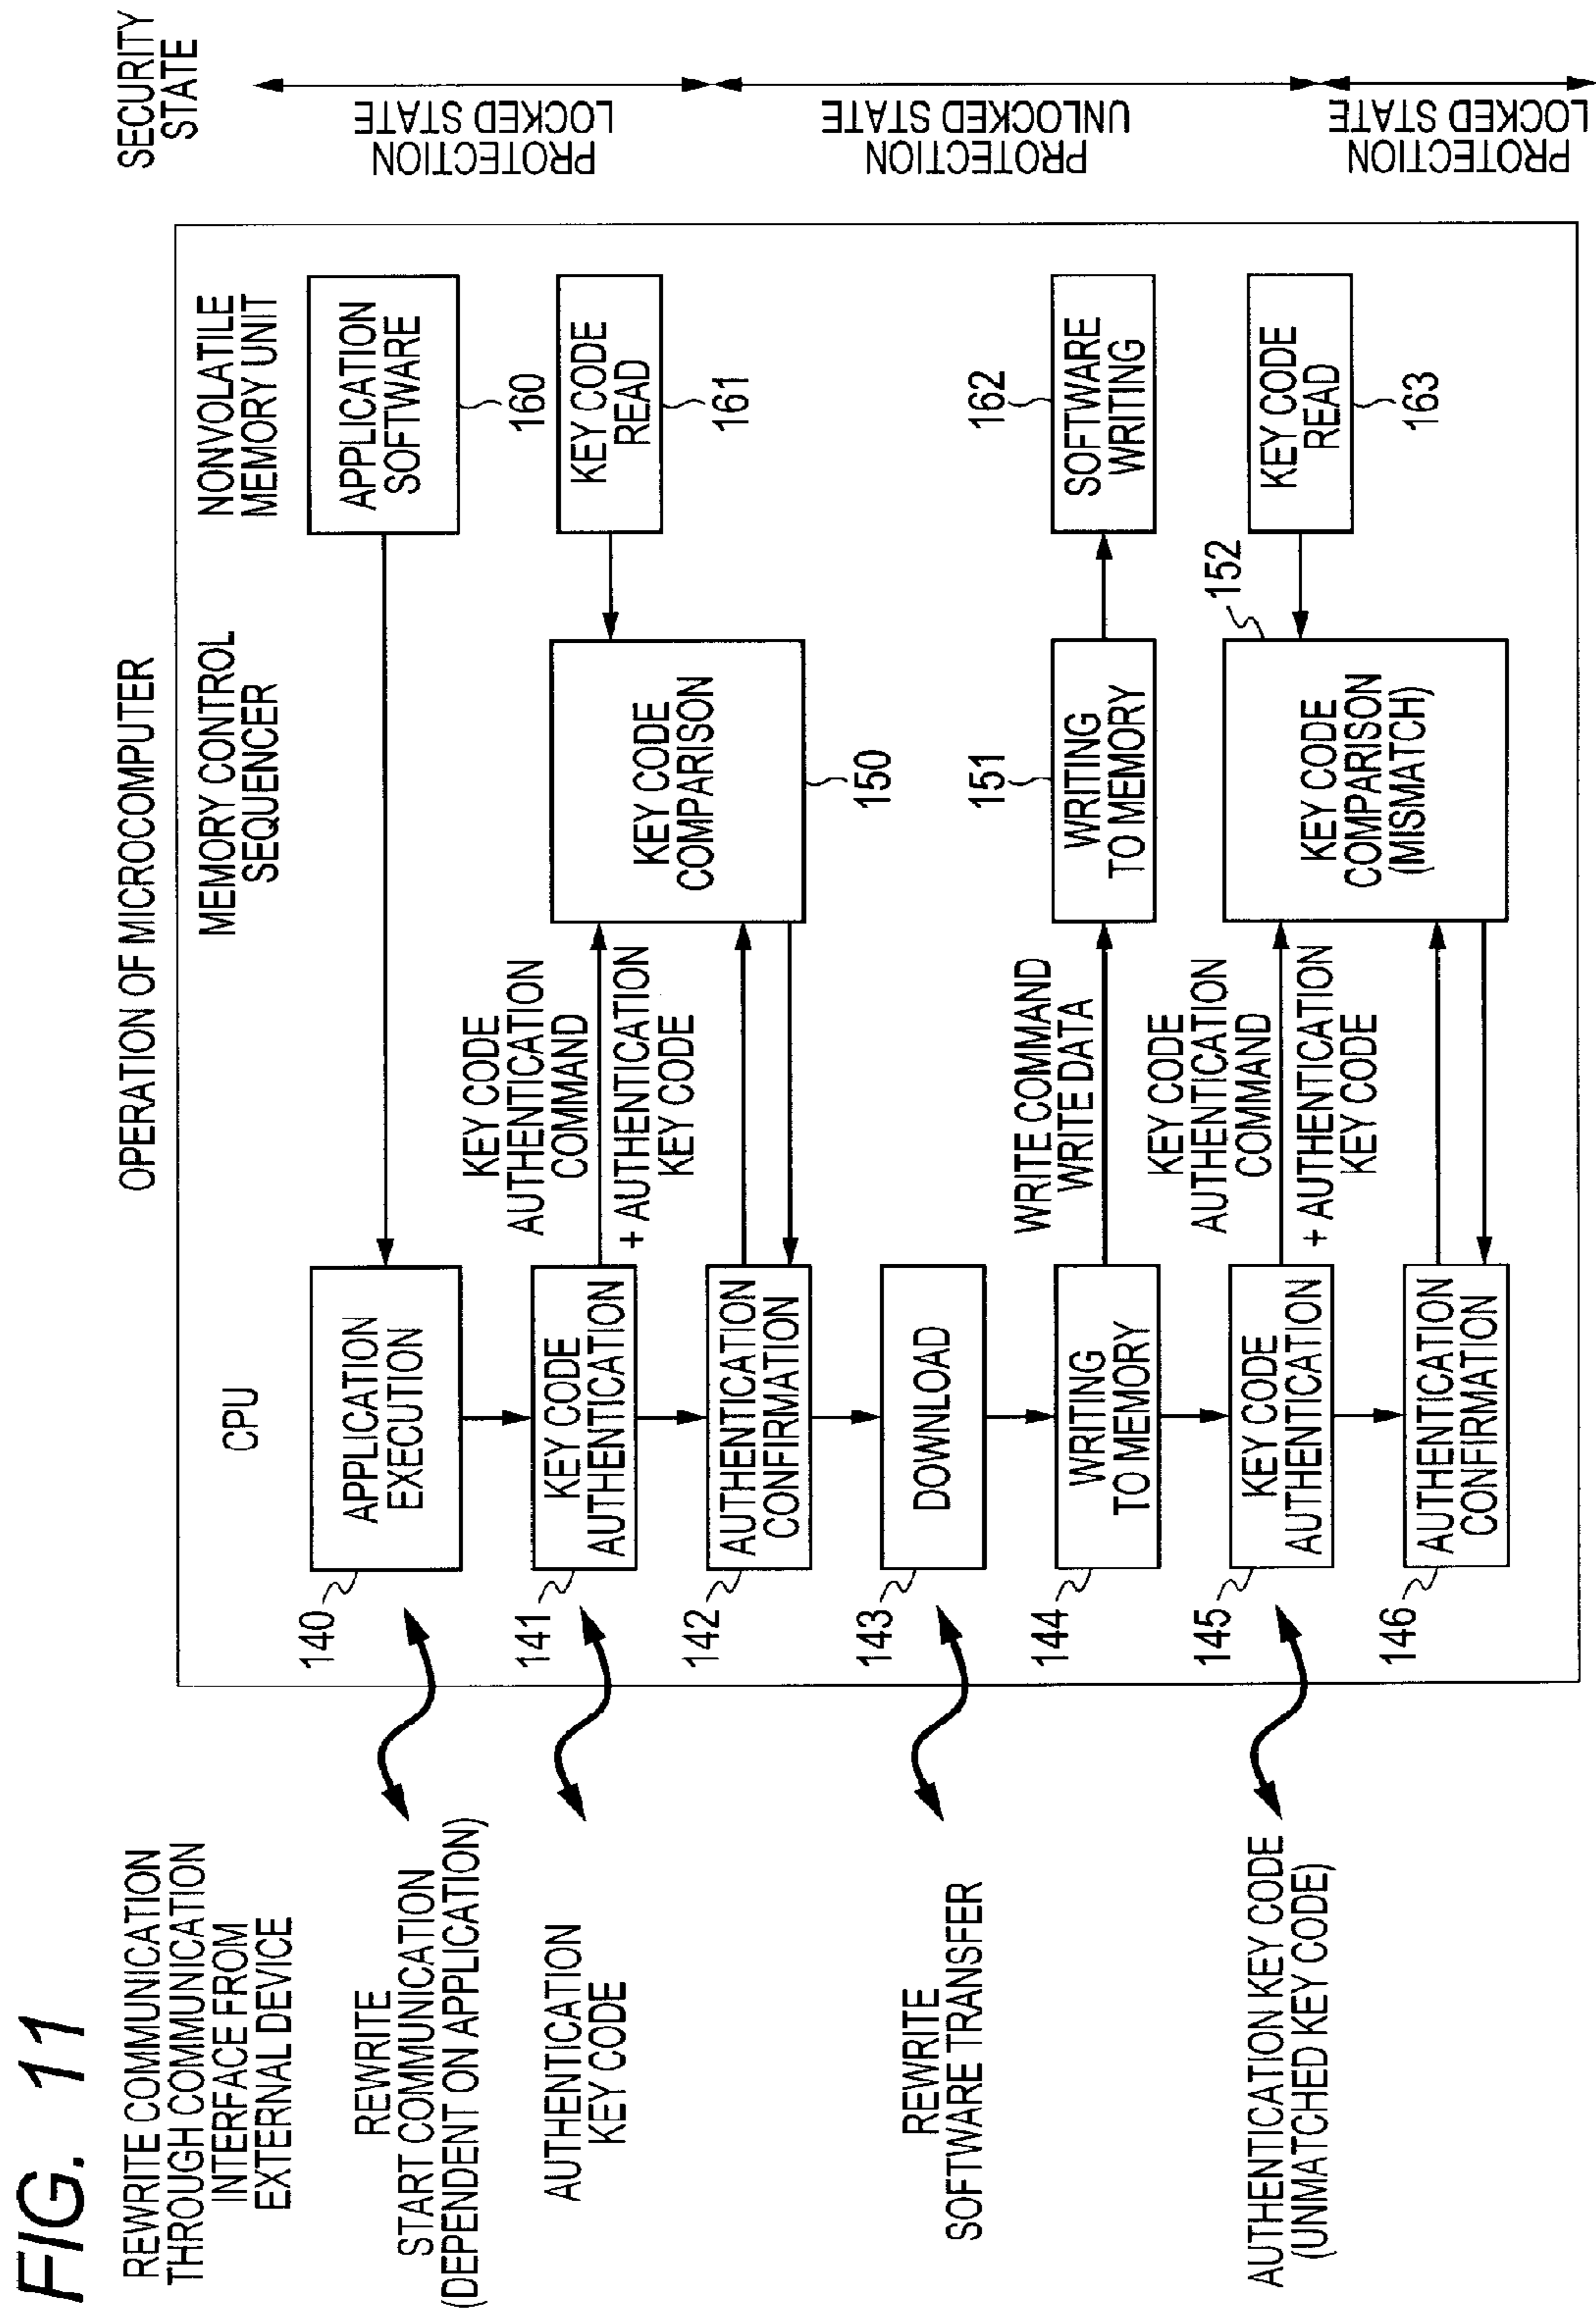 FIG. 11
REWRITE COMMUNICATION
THROUGH COMMUNICATION
INTERFACE FROM
EXTERNAL DEVICE
OPERATION OF MICROCOMPUTER
SECURITY
STATE
CPU
MEMORY CONTROL
SEQUENCER
NONVOLATILE
MEMORY UNIT
REWRITE
START COMMUNICATION
(DEPENDENT ON APPLICATION)
140
APPLICATION
EXECUTION
APPLICATION
SOFTWARE
160
PROTECTION
LOCKED STATE
AUTHENTICATION
KEY CODE
141
KEY CODE
AUTHENTICATION
KEY CODE
AUTHENTICATION
COMMAND
+ AUTHENTICATION
KEY CODE
KEY CODE
COMPARISON
150
KEY CODE
READ
161
142
AUTHENTICATION
CONFIRMATION
REWRITE
SOFTWARE TRANSFER
143
DOWNLOAD
PROTECTION
UNLOCKED STATE
144
WRITING
TO MEMORY
WRITE COMMAND
WRITE DATA
151
WRITING
TO MEMORY
162
SOFTWARE
WRITING
AUTHENTICATION KEY CODE
(UNMATCHED KEY CODE)
145
KEY CODE
AUTHENTICATION
KEY CODE
AUTHENTICATION
COMMAND
+ AUTHENTICATION
KEY CODE
152
KEY CODE
COMPARISON
(MISMATCH)
KEY CODE
READ
163
146
AUTHENTICATION
CONFIRMATION
PROTECTION
LOCKED STATE